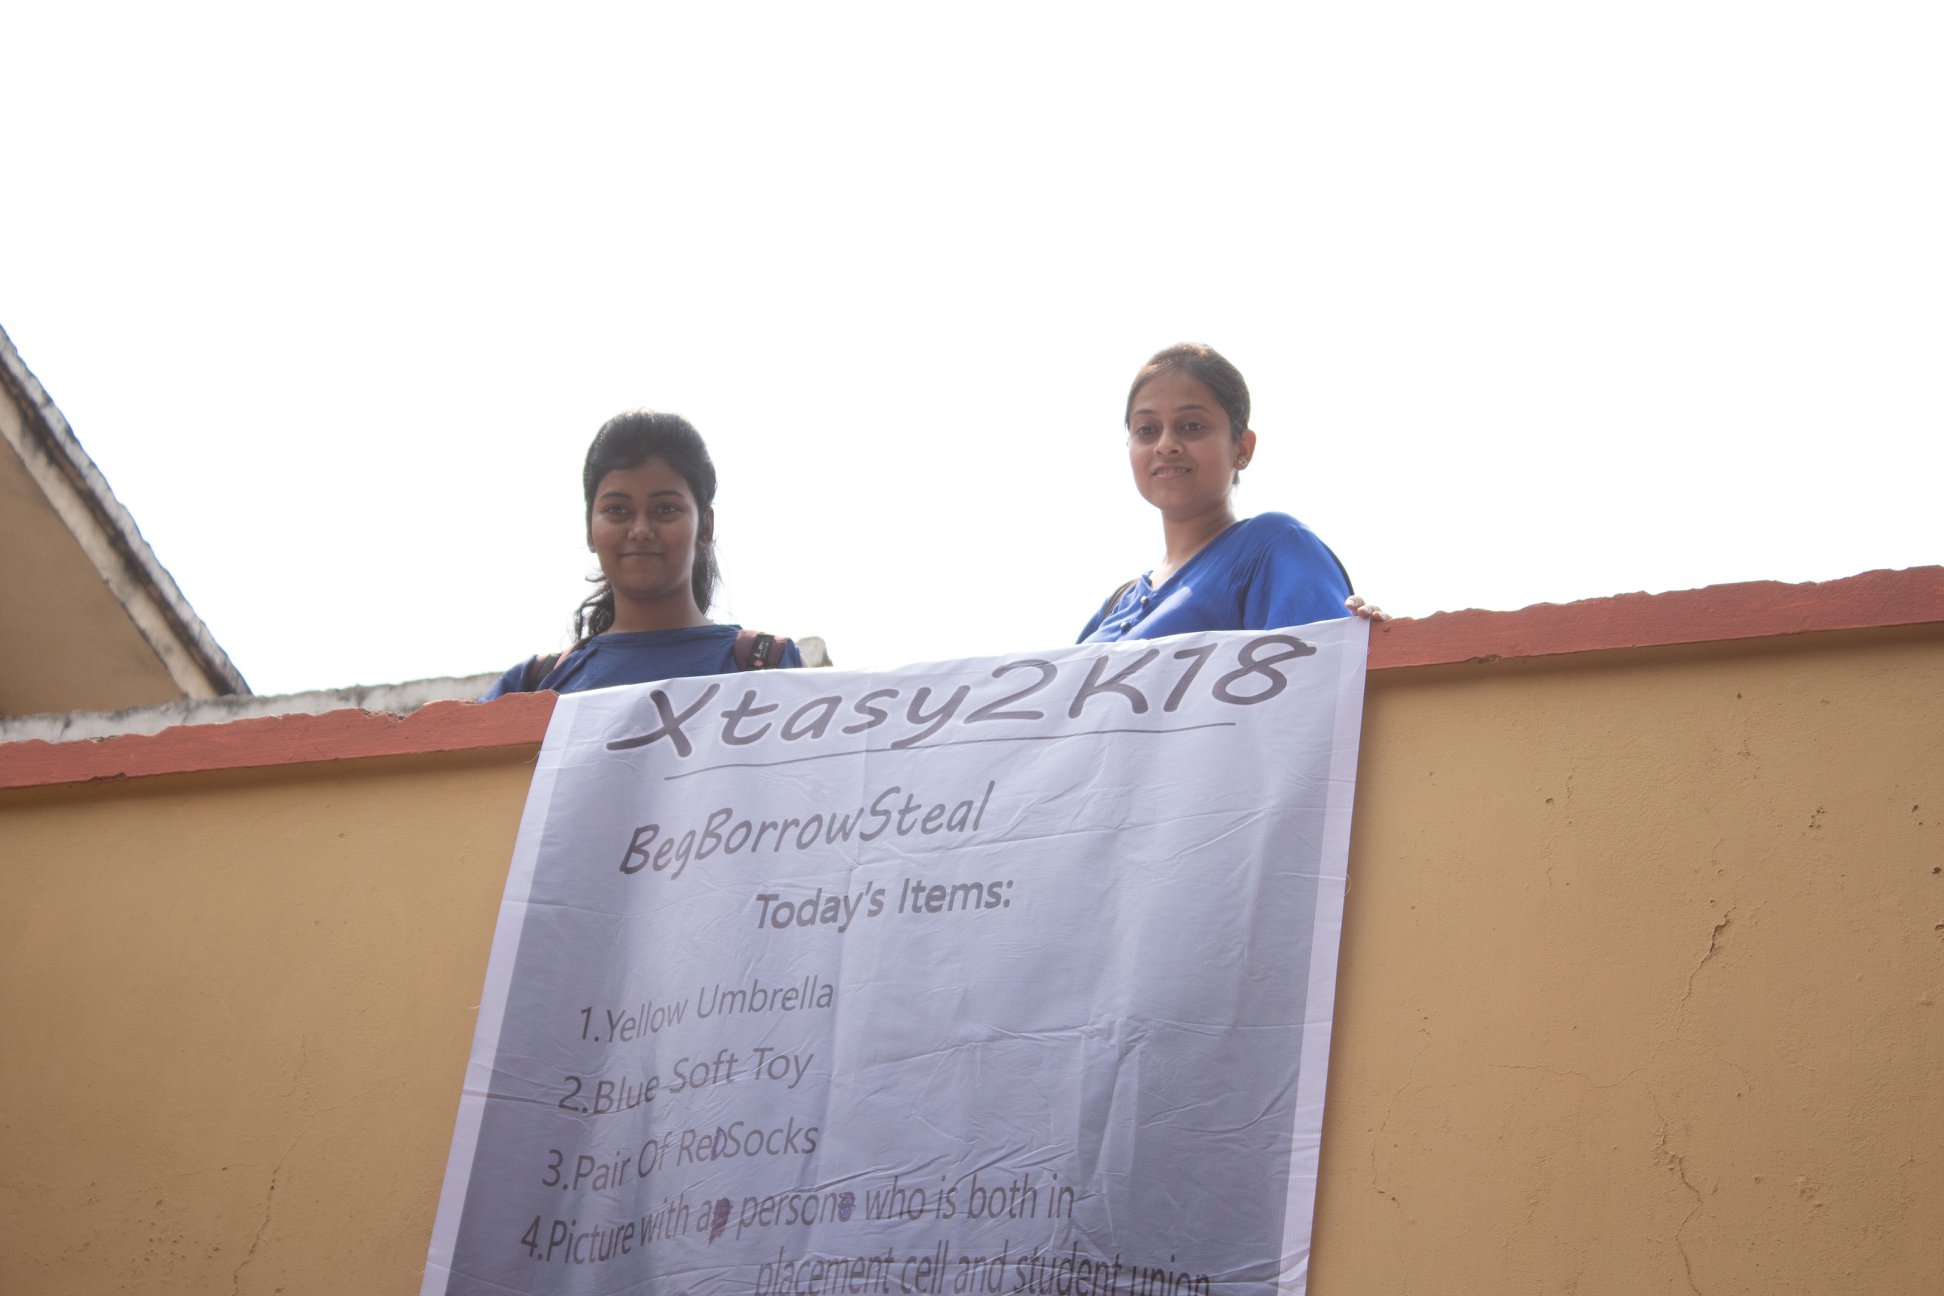 Xtasy2K18
BegBorrowSteal
Today's Items:
1.Yellow Umbrella
2.Blue Soft Toy
3.Pair Of ReDSocks
4.Picture with a person who is both in
placement cell and student union